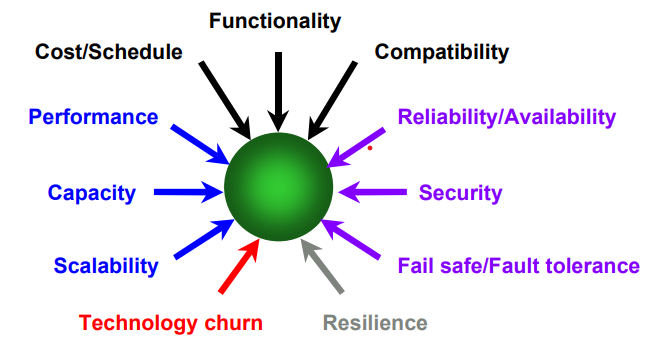 Functionality
Cost/Schedule
Compatibility
Performance
Reliability/Availability
Capacity
Security
Scalability
Fail safe/Fault tolerance
Technology churn
Resilience